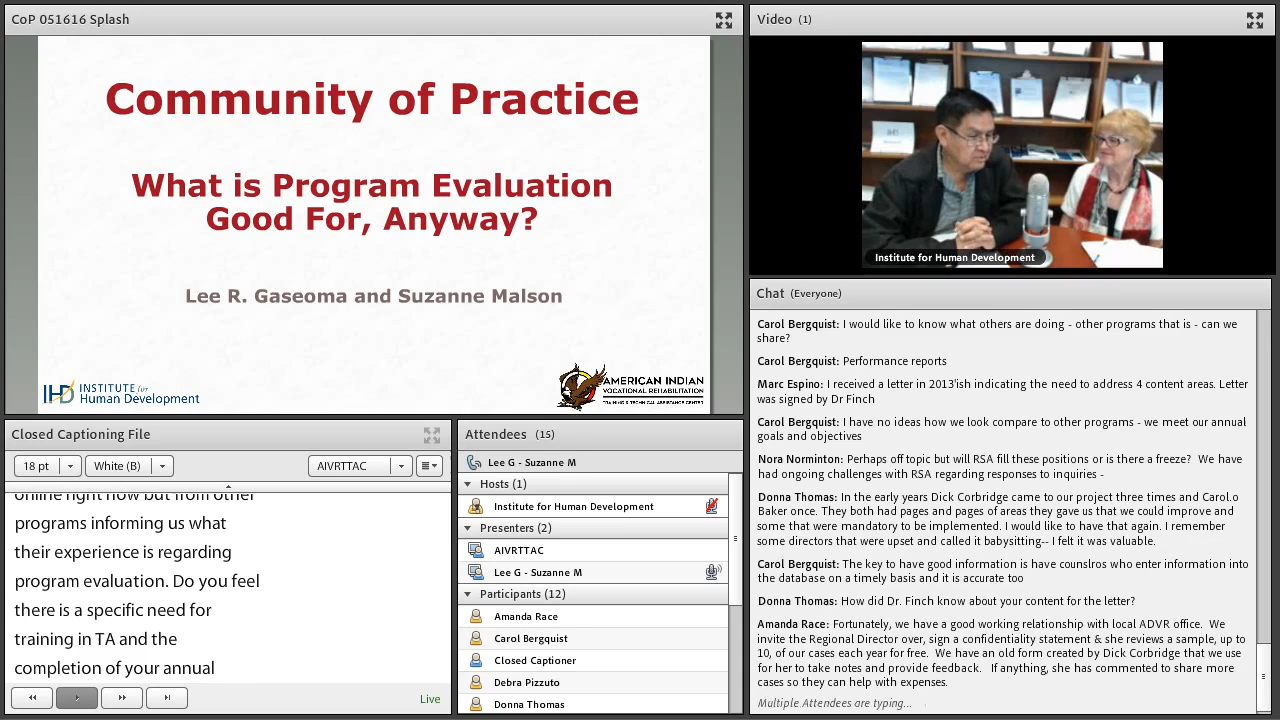 CoP 051616 Splash
Community of Practice
What is Program Evaluation
Good For, Anyway?
Lee R. Gaseoma and Suzanne Malson
IHD INSTITUTE for
Human Development
AMERICAN INDIAN
VOCATIONAL REHABILITATION
TRAINING & TECHNICAL ASSISTANCE CENTER
Video (1)
Institute for Human Development
Closed Captioning File
18 pt
White (B)
AIVRTTAC
online right now but from other
programs informing us what
their experience is regarding
program evaluation. Do you feel
there is a specific need for
training in TA and the
completion of your annual
Live
Attendees (15)
Lee G - Suzanne M
Hosts (1)
Institute for Human Development
Presenters (2)
AIVRTTAC
Lee G - Suzanne M
Participants (12)
Amanda Race
Carol Bergquist
Closed Captioner
Debra Pizzuto
Donna Thomas
Chat (Everyone)
Carol Bergquist: I would like to know what others are doing - other programs that is - can we
share?
Carol Bergquist: Performance reports
Marc Espino: I received a letter in 2013'ish indicating the need to address 4 content areas. Letter
was signed by Dr Finch
Carol Bergquist: I have no ideas how we look compare to other programs - we meet our annual
goals and objectives
Nora Norminton: Perhaps off topic but will RSA fill these positions or is there a freeze? We have
had ongoing challenges with RSA regarding responses to inquiries -
Donna Thomas: In the early years Dick Corbridge came to our project three times and Carol.o
Baker once. They both had pages and pages of areas they gave us that we could improve and
some that were mandatory to be implemented. I would like to have that again. I remember
some directors that were upset and called it babysitting-- I felt it was valuable.
Carol Bergquist: The key to have good information is have counslros who enter information into
the database on a timely basis and it is accurate too
Donna Thomas: How did Dr. Finch know about your content for the letter?
Amanda Race: Fortunately, we have a good working relationship with local ADVR office. We
invite the Regional Director over, sign a confidentiality statement & she reviews a sample, up to
10, of our cases each year for free. We have an old form created by Dick Corbridge that we use
for her to take notes and provide feedback. If anything, she has commented to share more
cases so they can help with expenses.
Multiple Attendees are typing...